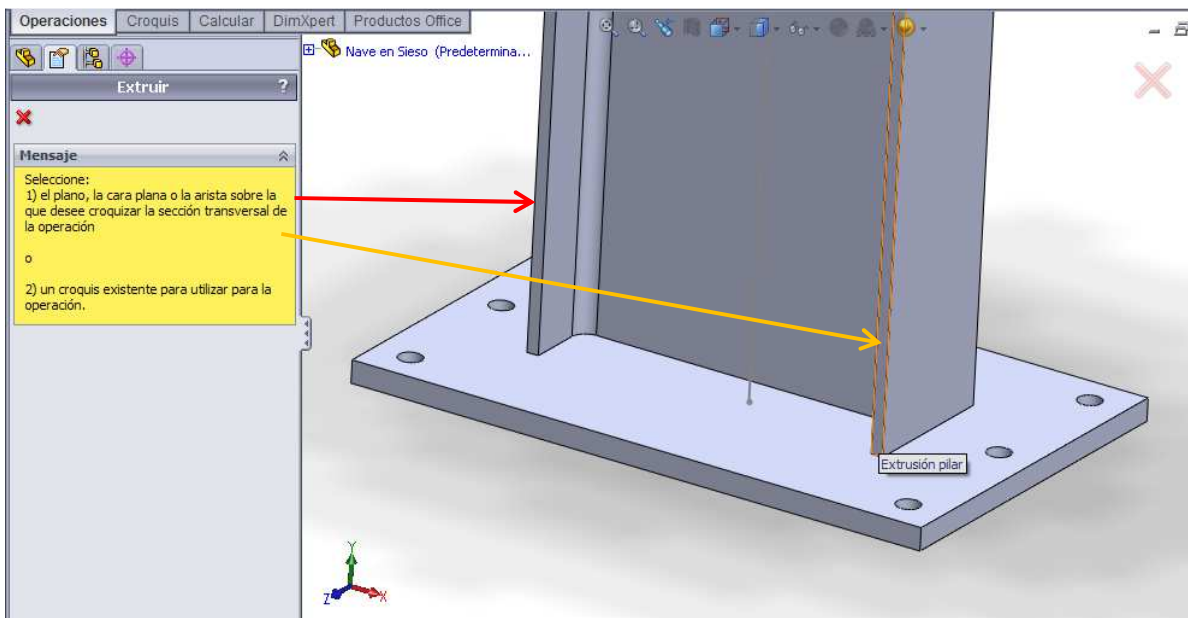 Operaciones Croquis Calcular DimXpert Productos Office
Nave en Sieso (Predetermina...
Extruir ?
Mensaje
Seleccione:
1) el plano, la cara plana o la arista sobre la
que desee croquizar la sección transversal de
la operación
o
2) un croquis existente para utilizar para la
operación.
Extrusión pilar
Y
Z X